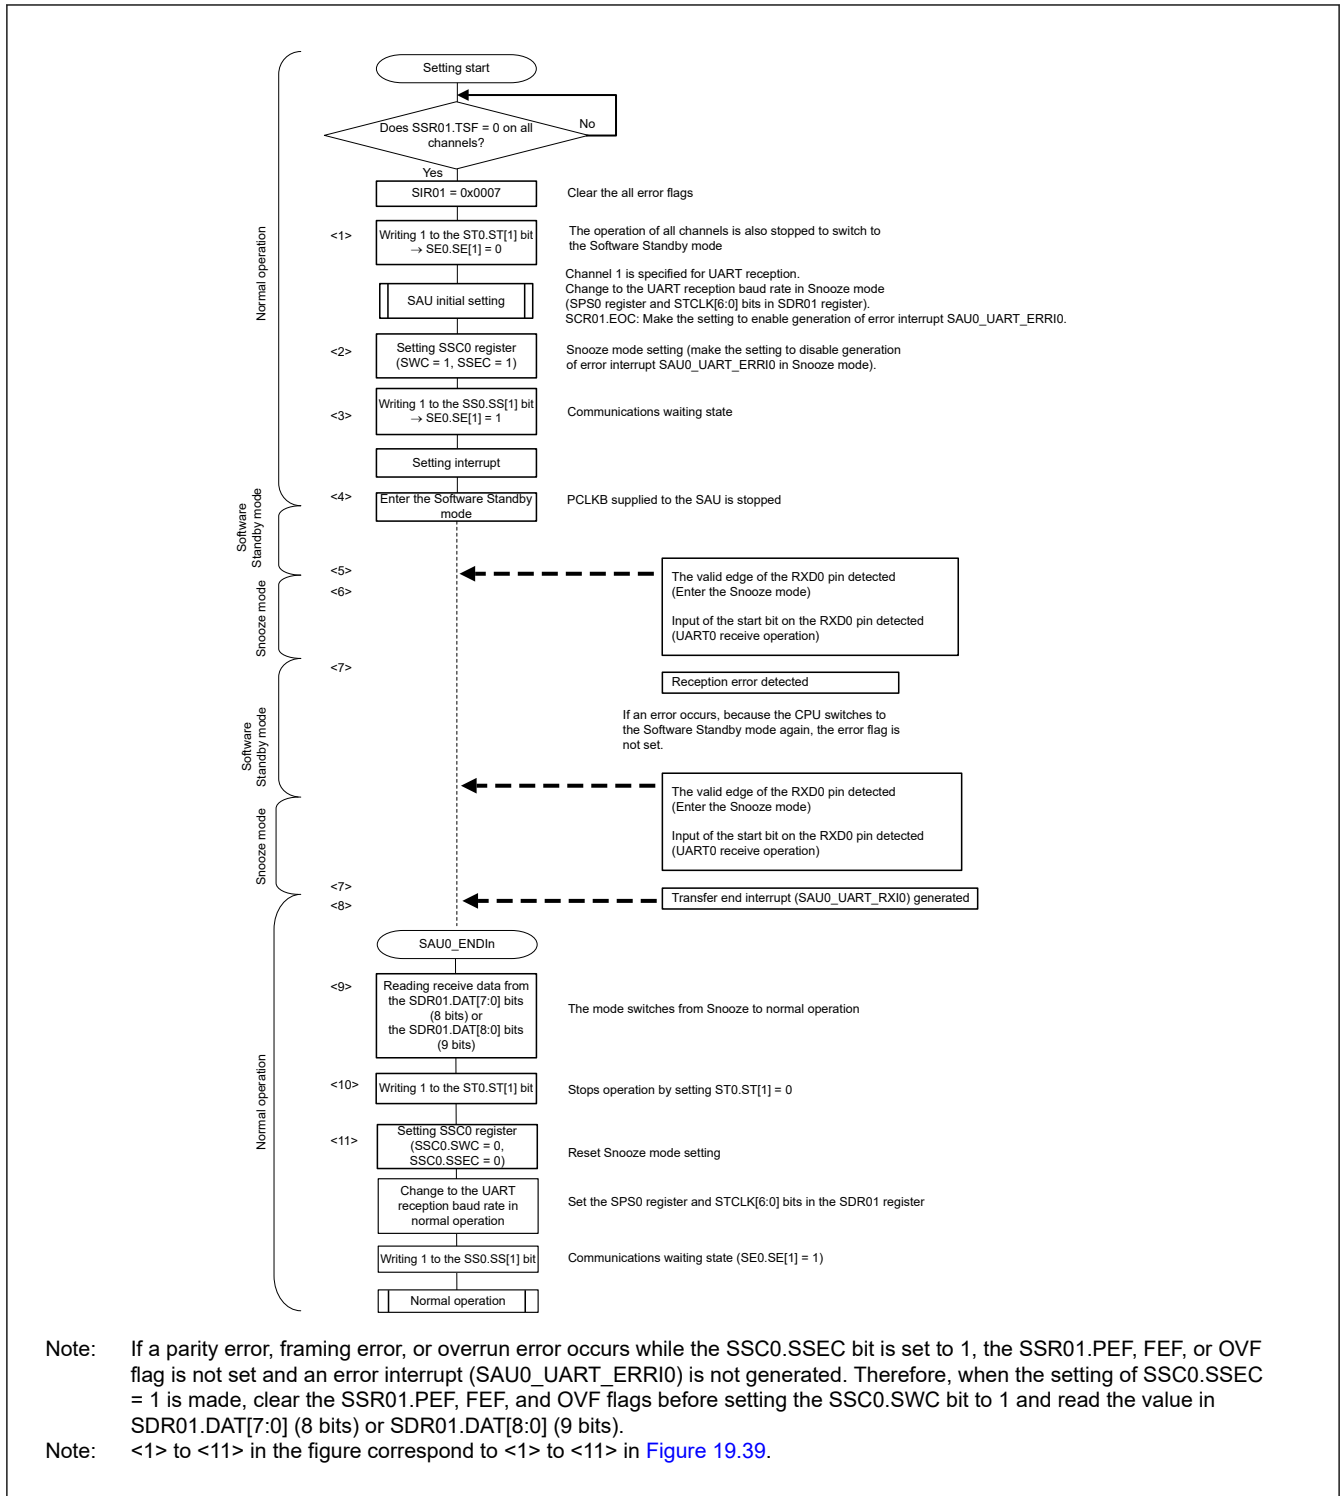 Setting start
Does SSR01.TSF = 0 on all
channels?
No
Yes
SIR01 = 0x0007
Clear the all error flags
Normal operation
<1>
Writing 1 to the ST0.ST[1] bit
→ SE0.SE[1] = 0
The operation of all channels is also stopped to switch to
the Software Standby mode
SAU initial setting
Channel 1 is specified for UART reception.
Change to the UART reception baud rate in Snooze mode
(SPS0 register and STCLK[6:0] bits in SDR01 register).
SCR01.EOC: Make the setting to enable generation of error interrupt SAU0_UART_ERRI0.
<2>
Setting SSC0 register
(SWC = 1, SSEC = 1)
Snooze mode setting (make the setting to disable generation
of error interrupt SAU0_UART_ERRI0 in Snooze mode).
<3>
Writing 1 to the SS0.SS[1] bit
→ SE0.SE[1] = 1
Communications waiting state
Setting interrupt
<4>
Enter the Software Standby
mode
PCLKB supplied to the SAU is stopped
Software
Standby mode
<5>
<6>
The valid edge of the RXD0 pin detected
(Enter the Snooze mode)
Input of the start bit on the RXD0 pin detected
(UART0 receive operation)
Snooze mode
<7>
Reception error detected
If an error occurs, because the CPU switches to
the Software Standby mode again, the error flag is
not set.
Software
Standby mode
The valid edge of the RXD0 pin detected
(Enter the Snooze mode)
Input of the start bit on the RXD0 pin detected
(UART0 receive operation)
Snooze mode
<7>
<8>
Transfer end interrupt (SAU0_UART_RXI0) generated
SAU0_ENDIn
<9>
Reading receive data from
the SDR01.DAT[7:0] bits
(8 bits) or
the SDR01.DAT[8:0] bits
(9 bits)
The mode switches from Snooze to normal operation
Normal operation
<10>
Writing 1 to the ST0.ST[1] bit
Stops operation by setting ST0.ST[1] = 0
<11>
Setting SSC0 register
(SSC0.SWC = 0,
SSC0.SSEC = 0)
Reset Snooze mode setting
Change to the UART
reception baud rate in
normal operation
Set the SPS0 register and STCLK[6:0] bits in the SDR01 register
Writing 1 to the SS0.SS[1] bit
Communications waiting state (SE0.SE[1] = 1)
Normal operation
Note: If a parity error, framing error, or overrun error occurs while the SSC0.SSEC bit is set to 1, the SSR01.PEF, FEF, or OVF
flag is not set and an error interrupt (SAU0_UART_ERRI0) is not generated. Therefore, when the setting of SSC0.SSEC
= 1 is made, clear the SSR01.PEF, FEF, and OVF flags before setting the SSC0.SWC bit to 1 and read the value in
SDR01.DAT[7:0] (8 bits) or SDR01.DAT[8:0] (9 bits).
Note: <1> to <11> in the figure correspond to <1> to <11> in Figure 19.39.